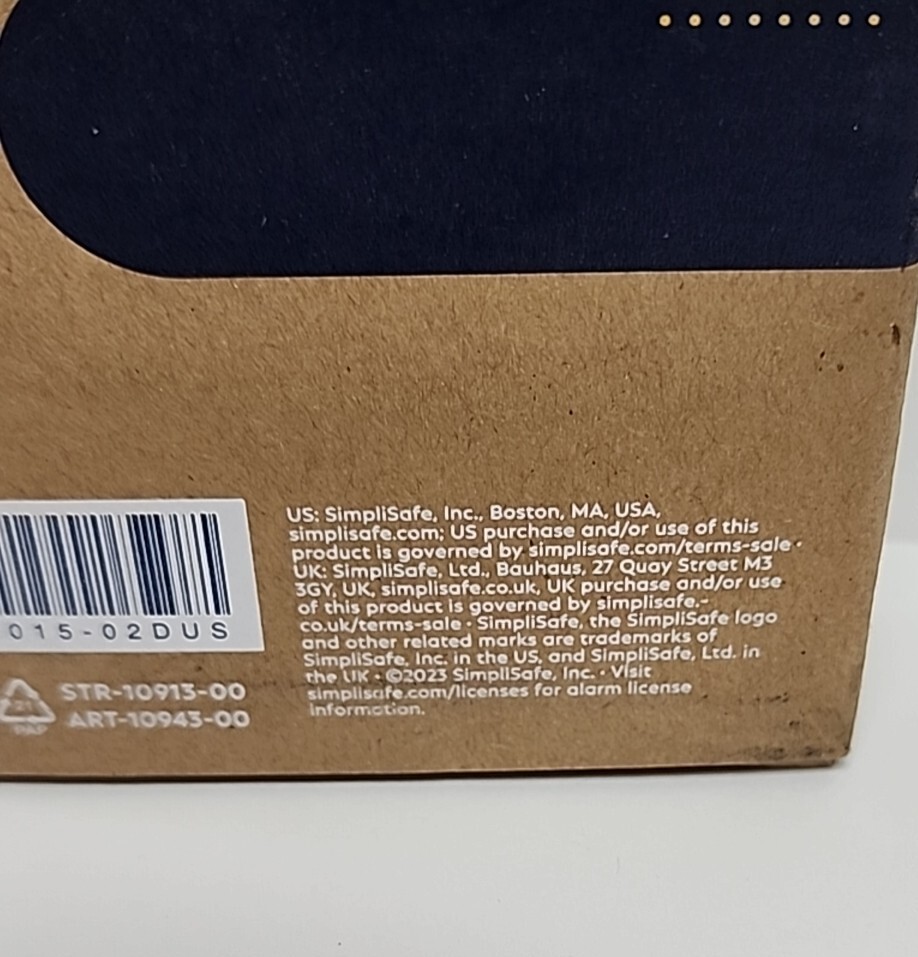 015-02DUS
21
PAP
STR-10913-00
ART-10943-00
US: SimpliSafe, Inc., Boston, MA, USA,
simplisafe.com; US purchase and/or use of this
product is governed by simplisafe.com/terms-sale •
UK: SimpliSafe, Ltd., Bauhaus, 27 Quay Street M3
3GY, UK, simplisafe.co.uk, UK purchase and/or use
of this product is governed by simplisafe.-
co.uk/terms-sale • SimpliSafe, the SimpliSafe logo
and other related marks are trademarks of
SimpliSafe, Inc. in the US, and SimpliSafe, Ltd. in
the UK • ©2023 SimpliSafe, Inc. • Visit
simplisafe.com/licenses for alarm license
information.